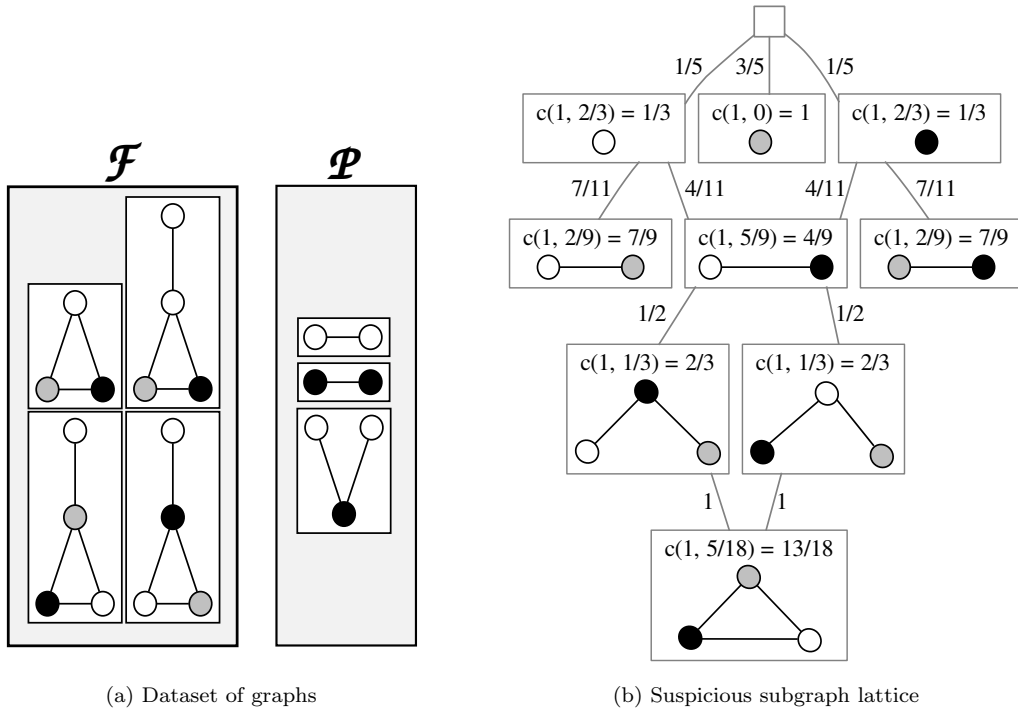 ℱ 𝒫
1/5 3/5 1/5
c(1, 2/3) = 1/3 c(1, 0) = 1 c(1, 2/3) = 1/3
7/11 4/11 4/11 7/11
c(1, 2/9) = 7/9 c(1, 5/9) = 4/9 c(1, 2/9) = 7/9
1/2 1/2
c(1, 1/3) = 2/3 c(1, 1/3) = 2/3
1 1
c(1, 5/18) = 13/18
(a) Dataset of graphs
(b) Suspicious subgraph lattice